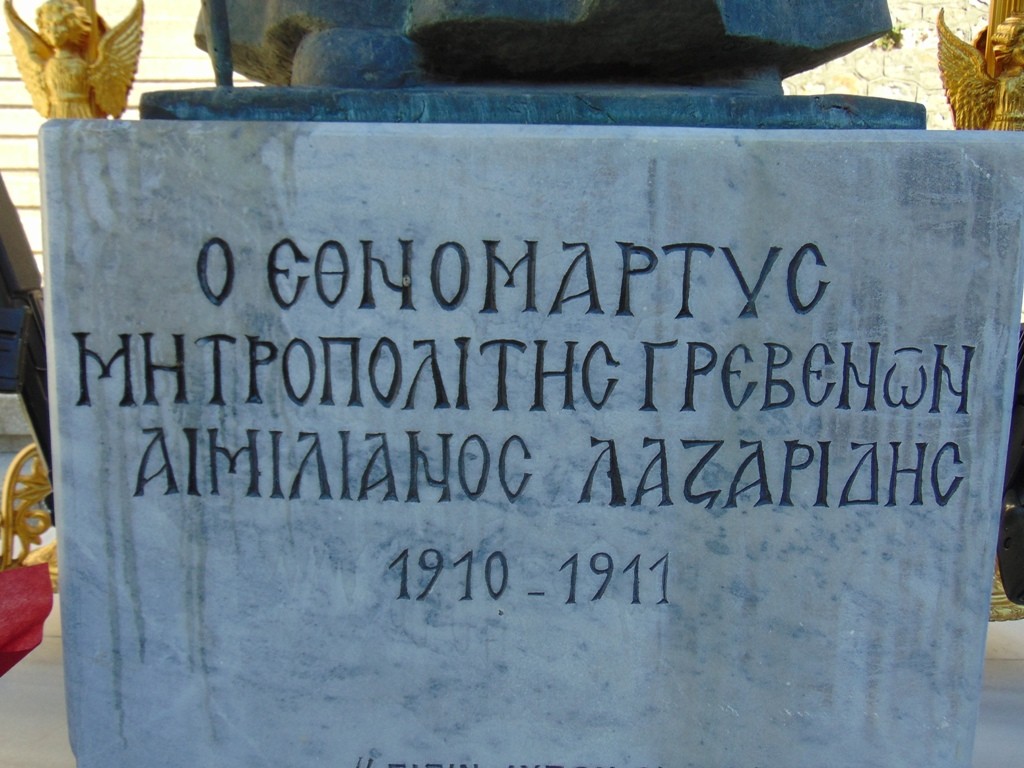 Ο ΕΘΝΟΜΑΡΤΥΣ
ΜΗΤΡΟΠΟΛΙΤΗΣ ΓΡΕΒΕΝΩΝ
ΑΙΜΙΛΙΑΝΟΣ ΛΑΖΑΡΙΔΗΣ
1910 - 1911